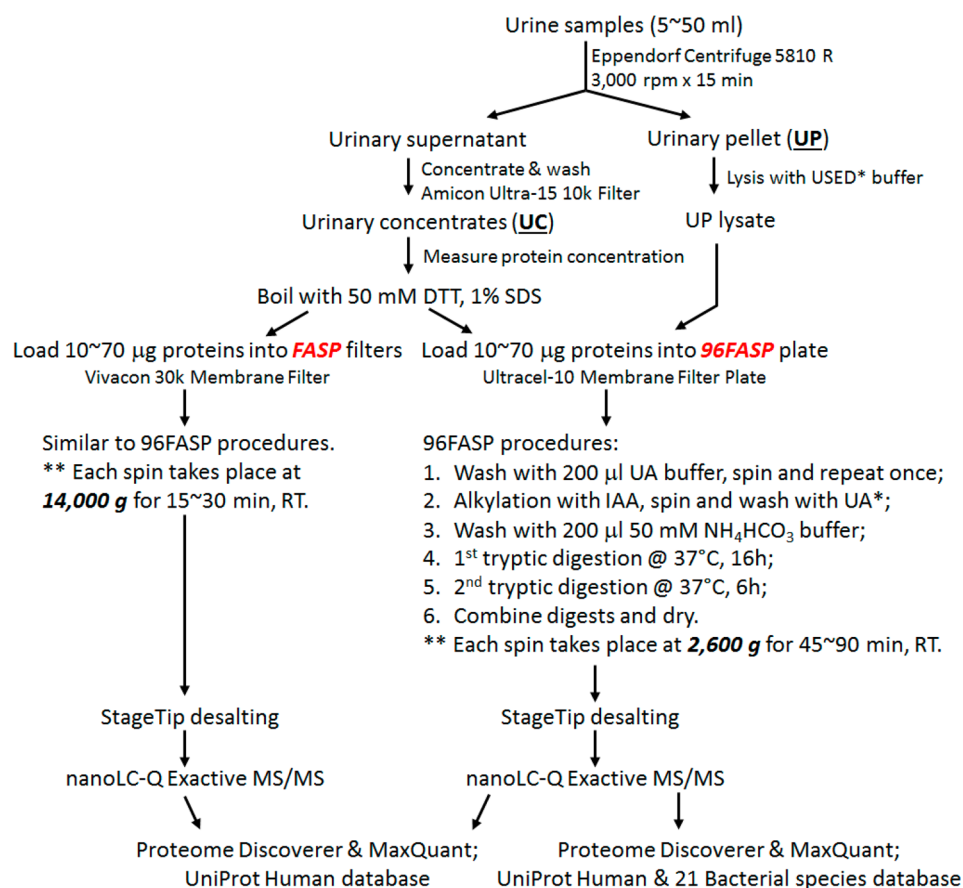 Urine samples (5~50 ml)
Eppendorf Centrifuge 5810 R
3,000 rpm x 15 min
Urinary supernatant
Urinary pellet (UP)
Concentrate & wash
Amicon Ultra-15 10k Filter
Lysis with USED* buffer
Urinary concentrates (UC)
UP lysate
Measure protein concentration
Boil with 50 mM DTT, 1% SDS
Load 10~70 µg proteins into FASP filters
Vivacon 30k Membrane Filter
Load 10~70 µg proteins into 96FASP plate
Ultracel-10 Membrane Filter Plate
Similar to 96FASP procedures.
** Each spin takes place at
14,000 g for 15~30 min, RT.
96FASP procedures:
1. Wash with 200 µl UA buffer, spin and repeat once;
2. Alkylation with IAA, spin and wash with UA*;
3. Wash with 200 µl 50 mM NH₄HCO₃ buffer;
4. 1st tryptic digestion @ 37°C, 16h;
5. 2nd tryptic digestion @ 37°C, 6h;
6. Combine digests and dry.
** Each spin takes place at 2,600 g for 45~90 min, RT.
StageTip desalting
StageTip desalting
nanoLC-Q Exactive MS/MS
nanoLC-Q Exactive MS/MS
Proteome Discoverer & MaxQuant;
UniProt Human database
Proteome Discoverer & MaxQuant;
UniProt Human & 21 Bacterial species database